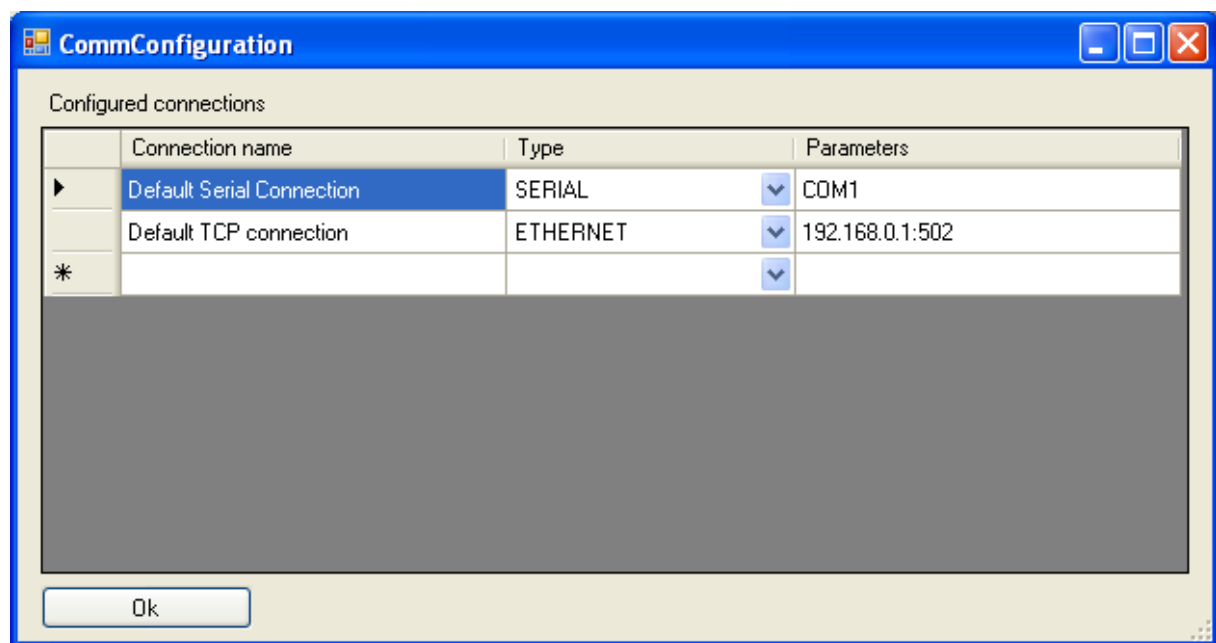 CommConfiguration
Configured connections
Connection name Type Parameters
Default Serial Connection SERIAL COM1
Default TCP connection ETHERNET 192.168.0.1:502
Ok